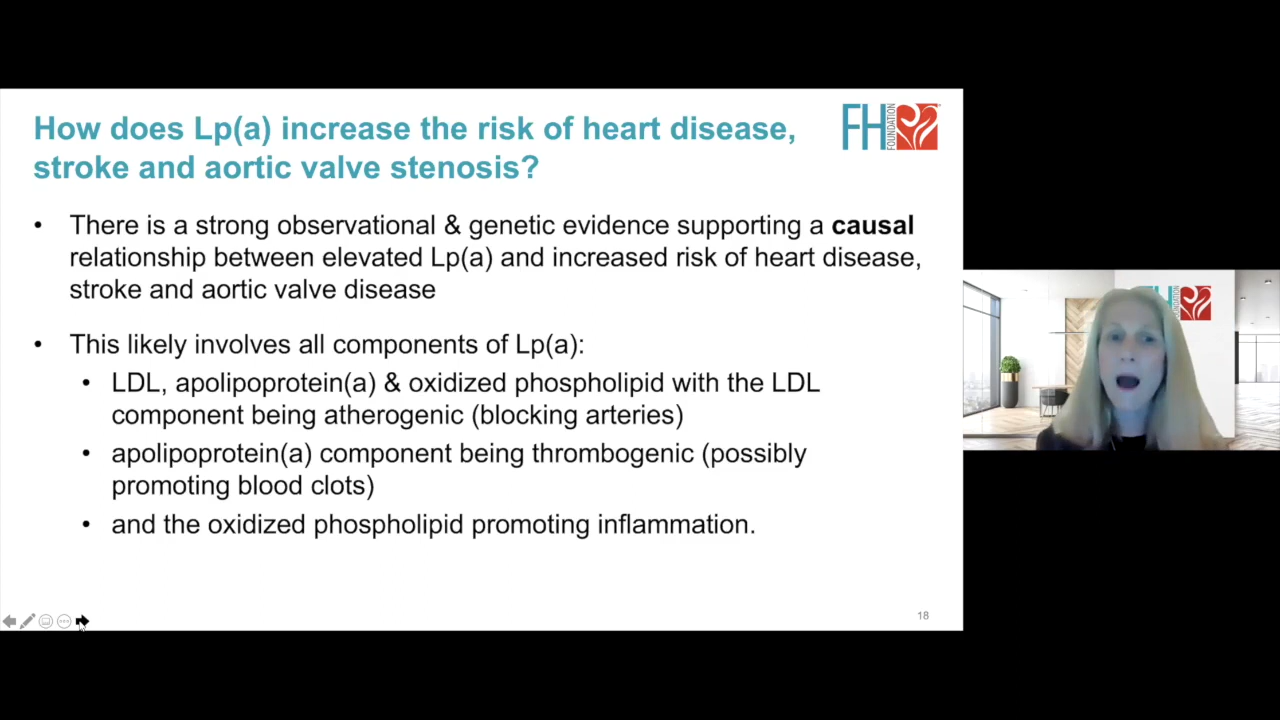 How does Lp(a) increase the risk of heart disease,
stroke and aortic valve stenosis?
FH
FOUNDATION
• There is a strong observational & genetic evidence supporting a causal
relationship between elevated Lp(a) and increased risk of heart disease,
stroke and aortic valve disease
• This likely involves all components of Lp(a):
• LDL, apolipoprotein(a) & oxidized phospholipid with the LDL
component being atherogenic (blocking arteries)
• apolipoprotein(a) component being thrombogenic (possibly
promoting blood clots)
• and the oxidized phospholipid promoting inflammation.
18